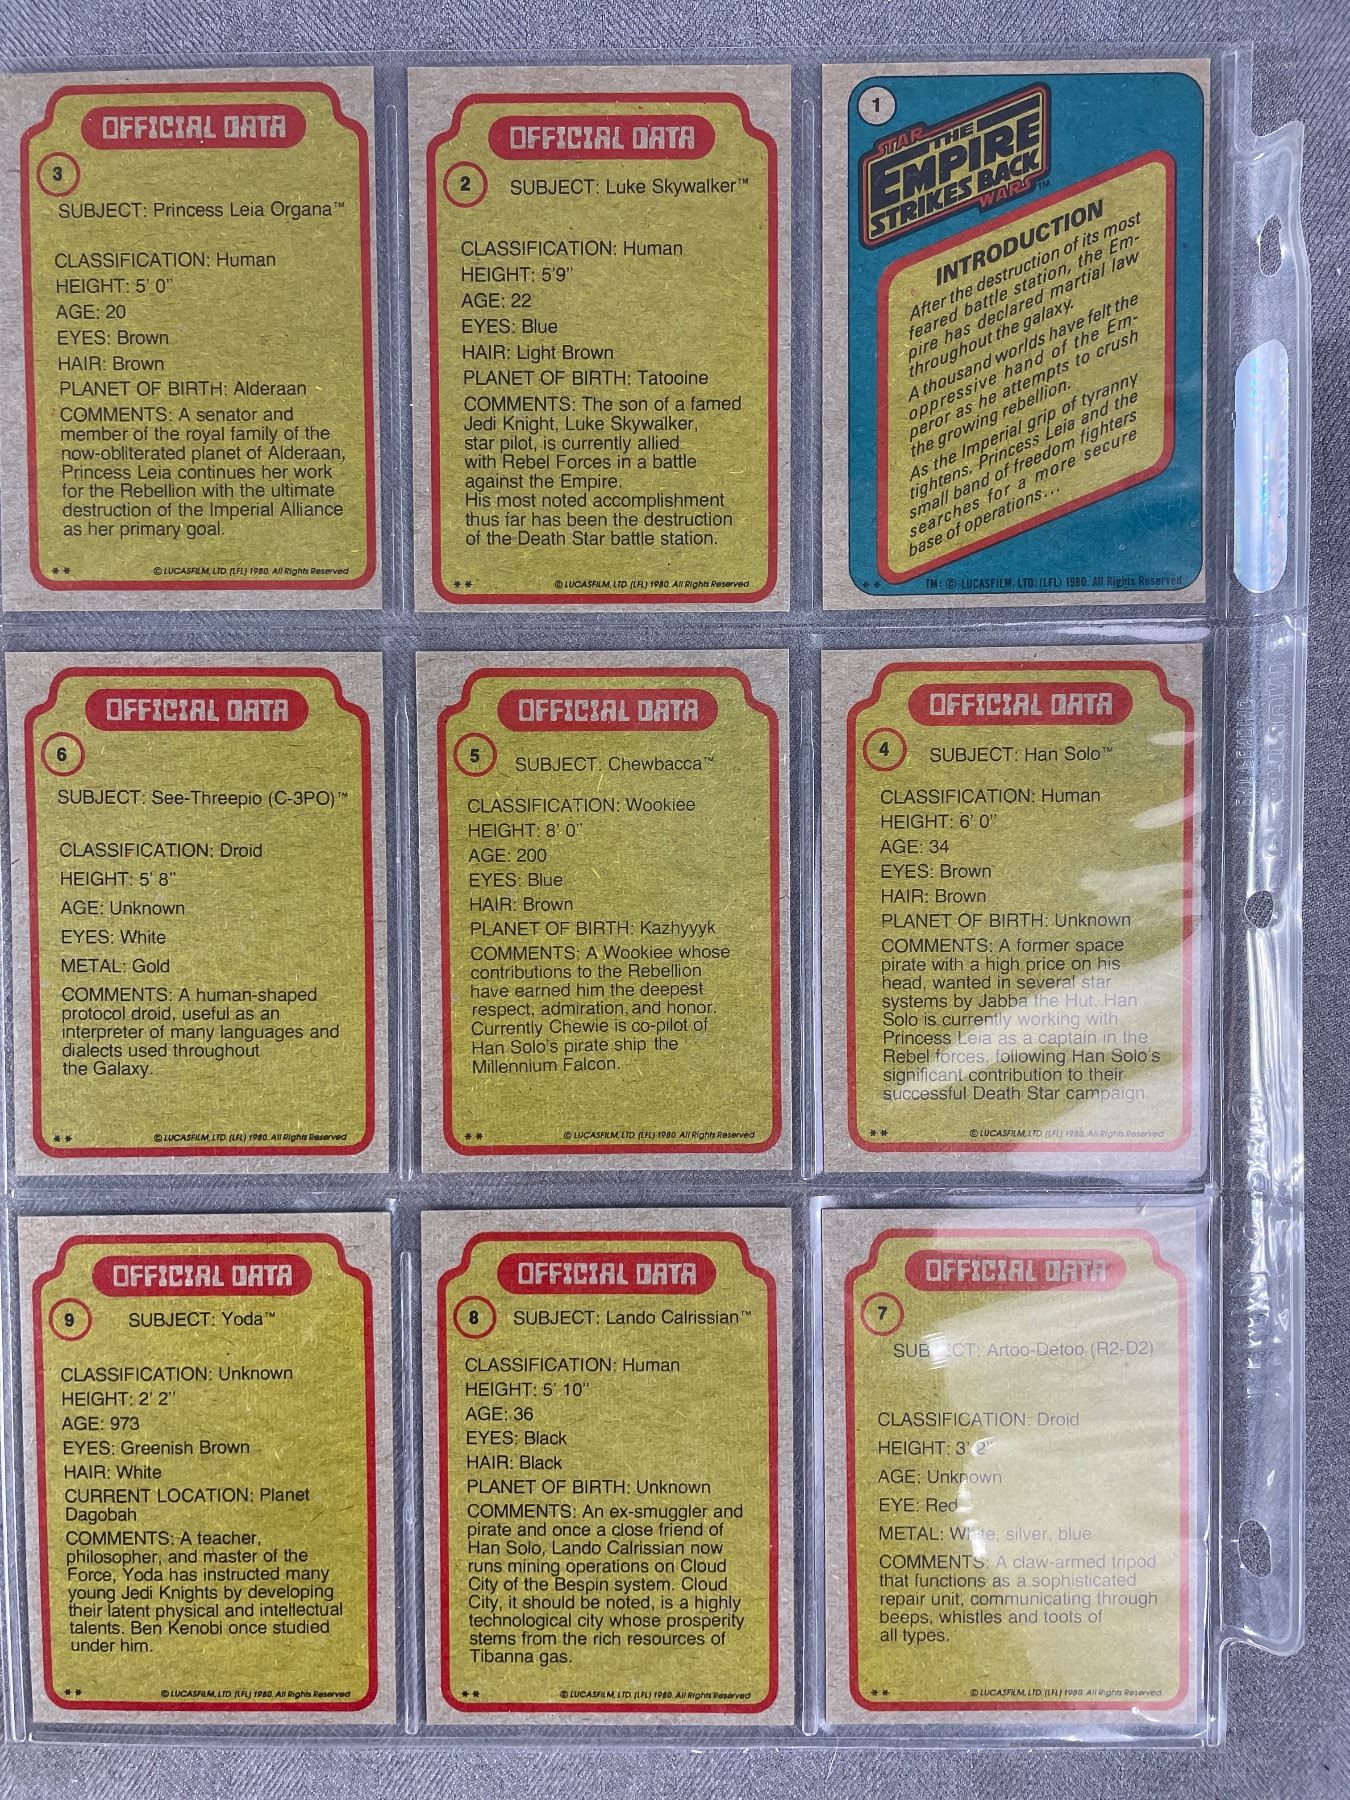 OFFICIAL DATA
3
SUBJECT: Princess Leia Organa™
CLASSIFICATION: Human
HEIGHT: 5' 0"
AGE: 20
EYES: Brown
HAIR: Brown
PLANET OF BIRTH: Alderaan
COMMENTS: A senator and
member of the royal family of the
now-obliterated planet of Alderaan,
Princess Leia continues her work
for the Rebellion with the ultimate
destruction of the Imperial Alliance
as her primary goal.
** © LUCASFILM, LTD. (LFL) 1980. All Rights Reserved
OFFICIAL DATA
2 SUBJECT: Luke Skywalker™
CLASSIFICATION: Human
HEIGHT: 5'9"
AGE: 22
EYES: Blue
HAIR: Light Brown
PLANET OF BIRTH: Tatooine
COMMENTS: The son of a famed
Jedi Knight, Luke Skywalker,
star pilot, is currently allied
with Rebel Forces in a battle
against the Empire.
His most noted accomplishment
thus far has been the destruction
of the Death Star battle station.
** © LUCASFILM, LTD. (LFL) 1980. All Rights Reserved
1
STAR
THE
EMPIRE
STRIKES BACK
WARS™
INTRODUCTION
After the destruction of its most
feared battle station, the Em-
pire has declared martial law
throughout the galaxy.
A thousand worlds have felt the
oppressive hand of the Em-
peror as he attempts to crush
the growing rebellion.
As the Imperial grip of tyranny
tightens, Princess Leia and the
small band of freedom fighters
searches for a more secure
base of operations...
** TM: © LUCASFILM, LTD. (LFL) 1980. All Rights Reserved
OFFICIAL DATA
6
SUBJECT: See-Threepio (C-3PO)™
CLASSIFICATION: Droid
HEIGHT: 5' 8"
AGE: Unknown
EYES: White
METAL: Gold
COMMENTS: A human-shaped
protocol droid, useful as an
interpreter of many languages and
dialects used throughout
the Galaxy.
** © LUCASFILM, LTD. (LFL) 1980. All Rights Reserved
OFFICIAL DATA
5
SUBJECT: Chewbacca™
CLASSIFICATION: Wookiee
HEIGHT: 8' 0"
AGE: 200
EYES: Blue
HAIR: Brown
PLANET OF BIRTH: Kazhyyyk
COMMENTS: A Wookiee whose
contributions to the Rebellion
have earned him the deepest
respect, admiration, and honor.
Currently Chewie is co-pilot of
Han Solo's pirate ship the
Millennium Falcon.
** © LUCASFILM, LTD. (LFL) 1980. All Rights Reserved
OFFICIAL DATA
4 SUBJECT: Han Solo™
CLASSIFICATION: Human
HEIGHT: 6' 0"
AGE: 34
EYES: Brown
HAIR: Brown
PLANET OF BIRTH: Unknown
COMMENTS: A former space
pirate with a high price on his
head, wanted in several star
systems by Jabba the Hut. Han
Solo is currently working with
Princess Leia as a captain in the
Rebel forces, following Han Solo's
significant contribution to their
successful Death Star campaign.
** © LUCASFILM, LTD. (LFL) 1980. All Rights Reserved
OFFICIAL DATA
9 SUBJECT: Yoda™
CLASSIFICATION: Unknown
HEIGHT: 2' 2"
AGE: 973
EYES: Greenish Brown
HAIR: White
CURRENT LOCATION: Planet
Dagobah
COMMENTS: A teacher,
philosopher, and master of the
Force, Yoda has instructed many
young Jedi Knights by developing
their latent physical and intellectual
talents. Ben Kenobi once studied
under him.
** © LUCASFILM, LTD. (LFL) 1980. All Rights Reserved
OFFICIAL DATA
8 SUBJECT: Lando Calrissian™
CLASSIFICATION: Human
HEIGHT: 5' 10"
AGE: 36
EYES: Black
HAIR: Black
PLANET OF BIRTH: Unknown
COMMENTS: An ex-smuggler and
pirate and once a close friend of
Han Solo, Lando Calrissian now
runs mining operations on Cloud
City of the Bespin system. Cloud
City, it should be noted, is a highly
technological city whose prosperity
stems from the rich resources of
Tibanna gas.
** © LUCASFILM, LTD. (LFL) 1980. All Rights Reserved
OFFICIAL DATA
7
SUBJECT: Artoo-Detoo (R2-D2)™
CLASSIFICATION: Droid
HEIGHT: 3' 2"
AGE: Unknown
EYE: Red
METAL: White, silver, blue
COMMENTS: A claw-armed tripod
that functions as a sophisticated
repair unit, communicating through
beeps, whistles and toots of
all types.
** © LUCASFILM, LTD. (LFL) 1980. All Rights Reserved